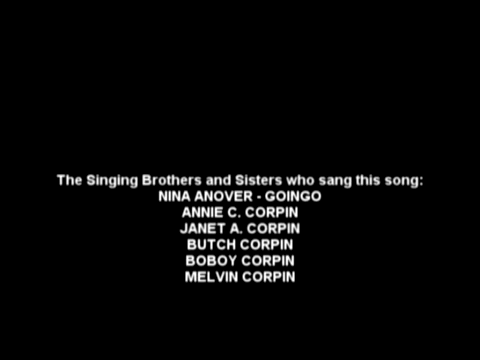 The Singing Brothers and Sisters who sang this song:
NINA ANOVER - GOINGO
ANNIE C. CORPIN
JANET A. CORPIN
BUTCH CORPIN
BOBOY CORPIN
MELVIN CORPIN